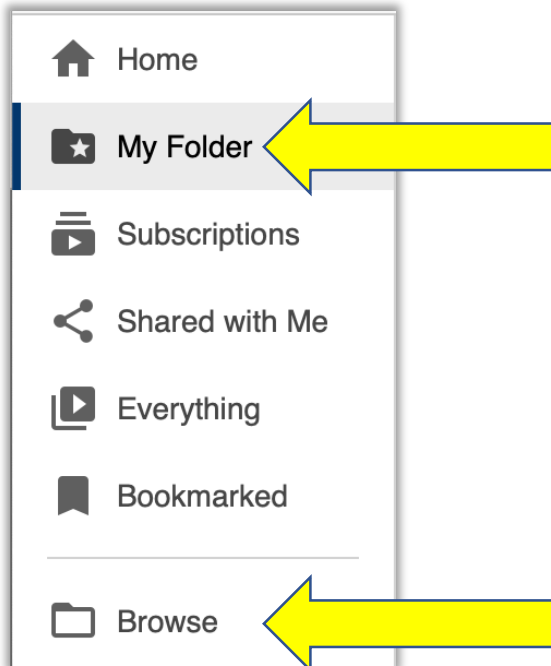 Home
My Folder
Subscriptions
Shared with Me
Everything
Bookmarked
Browse